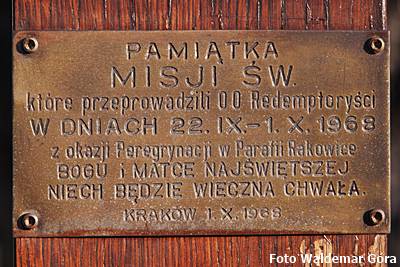 PAMIĄTKA
MISJI ŚW.
które przeprowadzili OO Redemptoryści
W DNIACH 22. IX.-1. X. 1968
z okazji Peregrynacji w Parafii Rakowice
BOGU i MATCE NAJŚWIĘTSZEJ
NIECH BĘDZIE WIECZNA CHWAŁA.
KRAKÓW 1. X. 1968
Foto Waldemar Góra